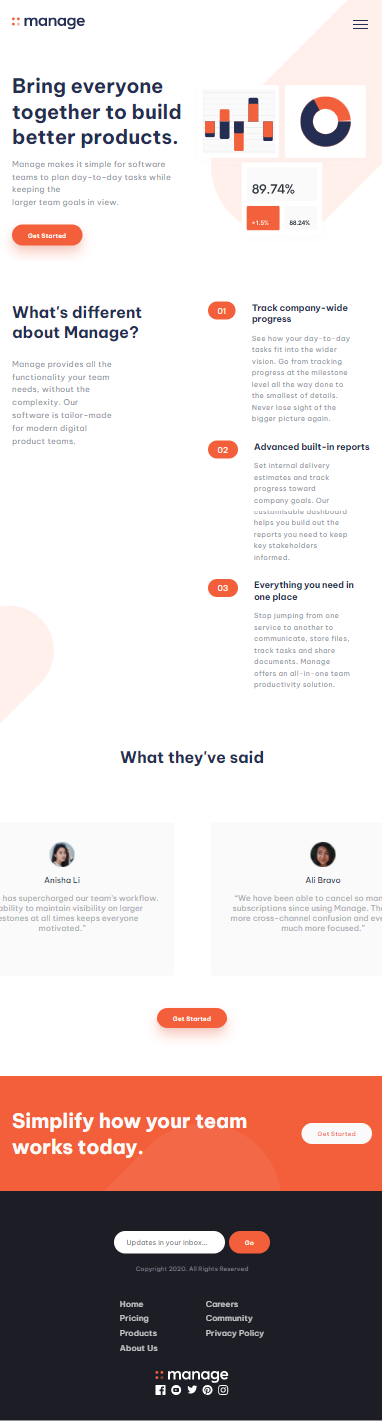 manage
Bring everyone
together to build
better products.
Manage makes it simple for software
teams to plan day-to-day tasks while
keeping the
larger team goals in view.
Get Started
89.74%
+1.5%
88.24%
What's different
about Manage?
Manage provides all the
functionality your team
needs, without the
complexity. Our
software is tailor-made
for modern digital
product teams.
01
Track company-wide
progress
See how your day-to-day
tasks fit into the wider
vision. Go from tracking
progress at the milestone
level all the way done to
the smallest of details.
Never lose sight of the
bigger picture again.
02
Advanced built-in reports
Set internal delivery
estimates and track
progress toward
company goals. Our
customisable dashboard
helps you build out the
reports you need to keep
key stakeholders
informed.
03
Everything you need in
one place
Stop jumping from one
service to another to
communicate, store files,
track tasks and share
documents. Manage
offers an all-in-one team
productivity solution.
What they've said
Anisha Li
has supercharged our team's workflow.
ability to maintain visibility on larger
estones at all times keeps everyone
motivated."
Ali Bravo
"We have been able to cancel so man
subscriptions since using Manage. The
more cross-channel confusion and eve
much more focused."
Get Started
Simplify how your team
works today.
Get Started
Updates in your inbox...
Go
Copyright 2020. All Rights Reserved
Home
Pricing
Products
About Us
Careers
Community
Privacy Policy
manage